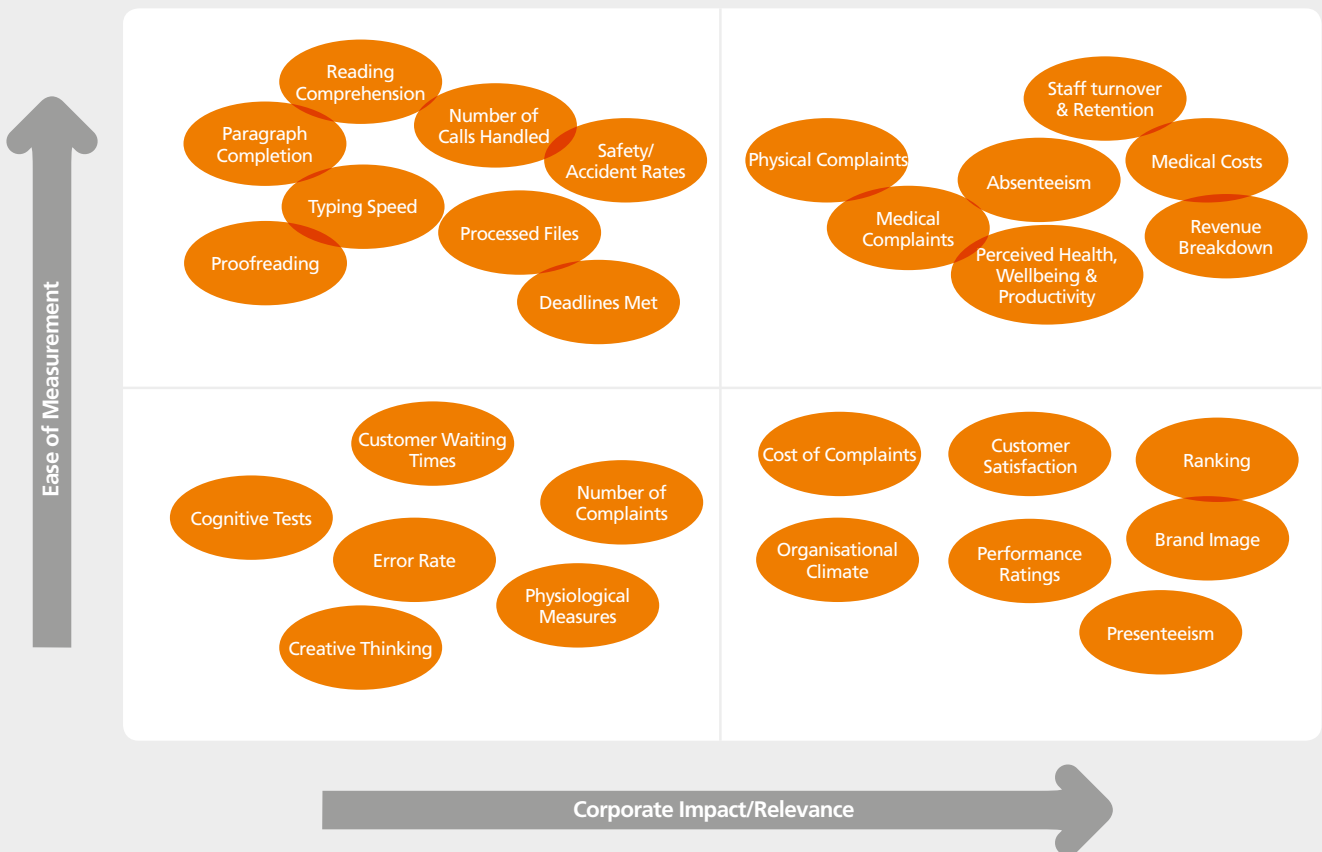 Reading
Comprehension
Number of
Calls Handled
Paragraph
Completion
Safety/
Accident Rates
Typing Speed
Processed Files
Proofreading
Deadlines Met
Staff turnover
& Retention
Physical Complaints
Medical Costs
Absenteeism
Medical
Complaints
Revenue
Breakdown
Perceived Health,
Wellbeing &
Productivity
Customer Waiting
Times
Number of
Complaints
Cognitive Tests
Error Rate
Physiological
Measures
Creative Thinking
Cost of Complaints
Customer
Satisfaction
Ranking
Organisational
Climate
Performance
Ratings
Brand Image
Presenteeism
Ease of Measurement
Corporate Impact/Relevance